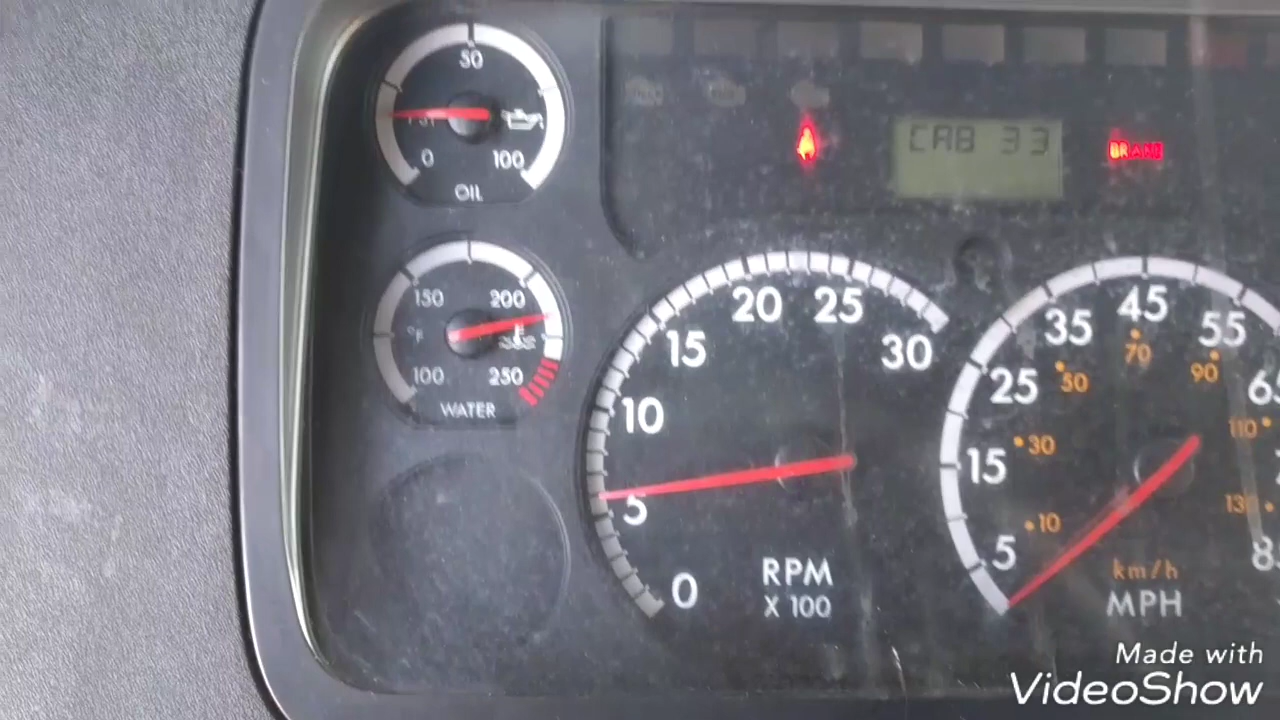 50
PSI
0 100
OIL
150 200
°F
100 250
WATER
CAB 33
BRAKE
0
5
10
15
20
25
30
RPM
X 100
5
15
25
35
45
55
10
30
50
70
90
110
km/h
MPH
Made with
VideoShow